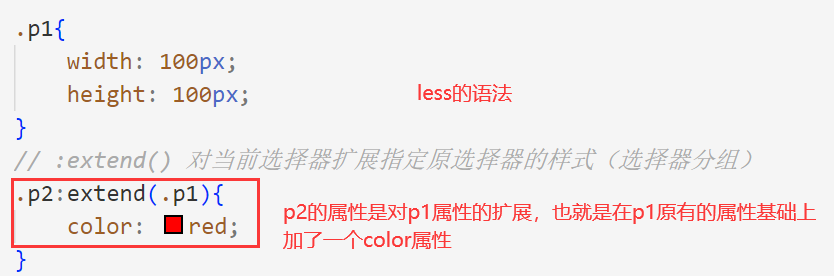 .p1{
width: 100px;
height: 100px;
less的语法
}
// :extend() 对当前选择器扩展指定原选择器的样式（选择器分组）
.p2:extend(.p1){
color: red;
}
p2的属性是对p1属性的扩展，也就是在p1原有的属性基础上
加了一个color属性